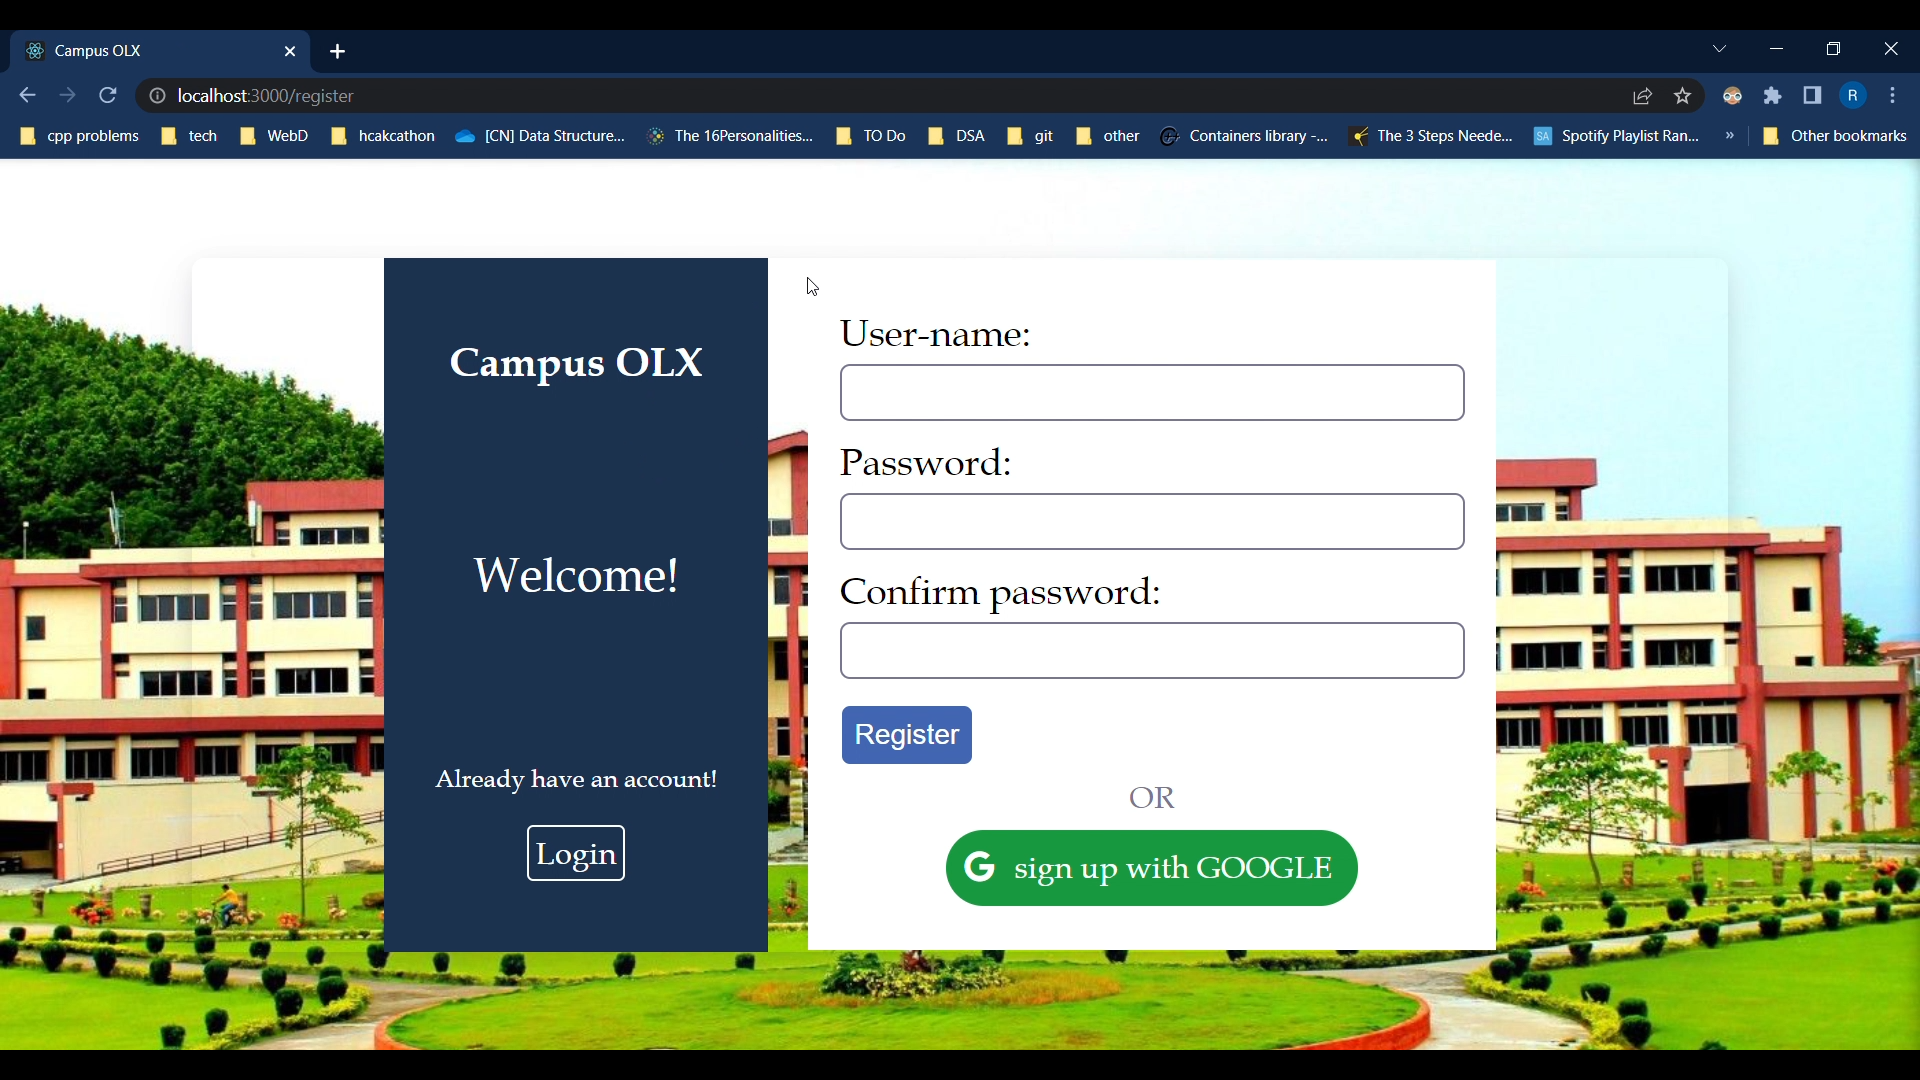 Campus OLX
localhost:3000/register
R
cpp problems
tech
WebD
hcakcathon
[CN] Data Structure...
The 16Personalities...
TO Do
DSA
git
other
Containers library -...
The 3 Steps Neede...
SA
Spotify Playlist Ran...
»
Other bookmarks
Campus OLX
Welcome!
Already have an account!
Login
User-name:
Password:
Confirm password:
Register
OR
G sign up with GOOGLE